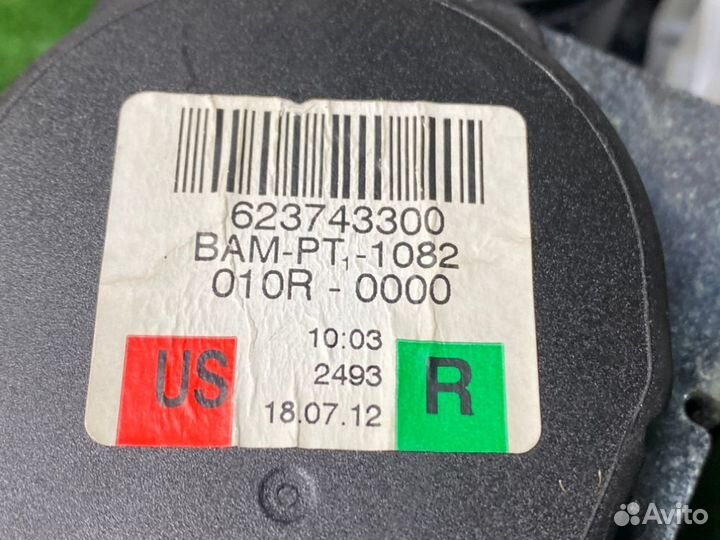 623743300
BAM-PT₁-1082
010R - 0000
10:03
US
2493
R
18.07.12
Avito